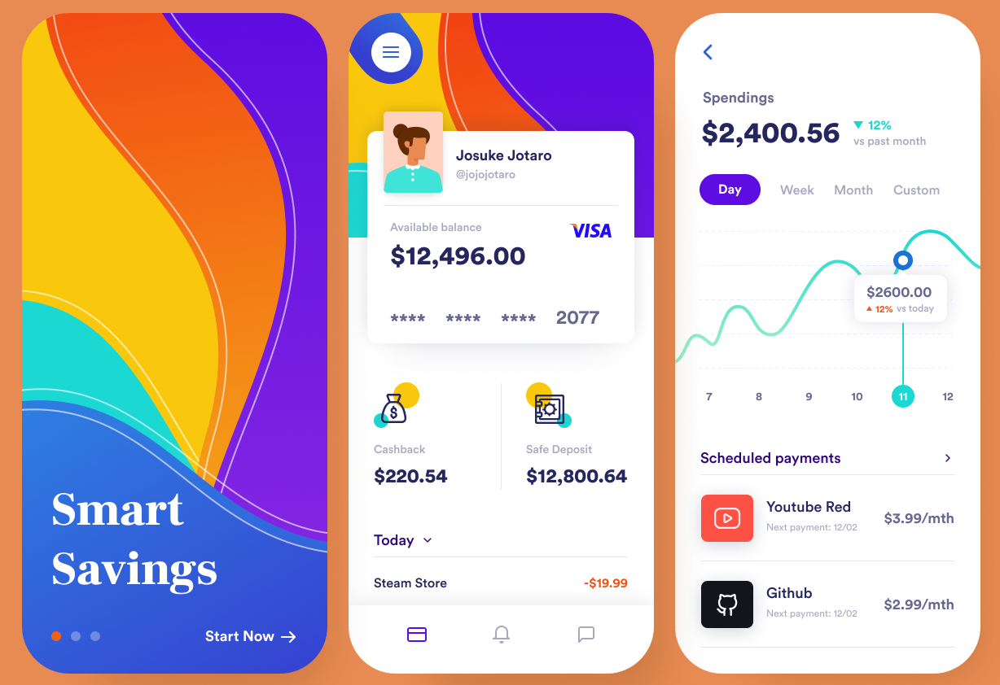 Smart
Savings
Start Now
Josuke Jotaro
@jojojotaro
Available balance
VISA
$12,496.00
**** **** **** 2077
$
Cashback
$220.54
Safe Deposit
$12,800.64
Today
Steam Store
-$19.99
Spendings
$2,400.56
12%
vs past month
Day Week Month Custom
$2600.00
12% vs today
7 8 9 10 11 12
Scheduled payments
Youtube Red
Next payment: 12/02
$3.99/mth
Github
Next payment: 12/02
$2.99/mth